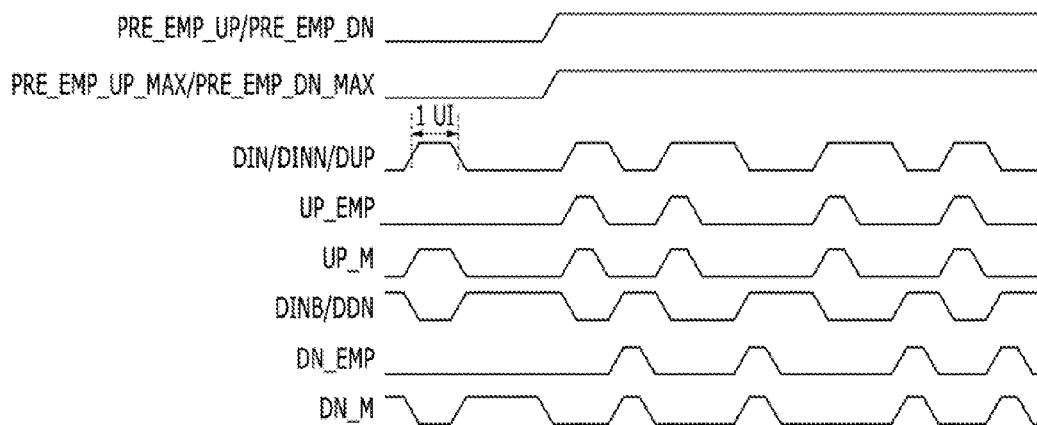 PRE_EMP_UP/PRE_EMP_DN
PRE_EMP_UP_MAX/PRE_EMP_DN_MAX
1 UI
DIN/DINN/DUP
UP_EMP
UP_M
DINB/DDN
DN_EMP
DN_M